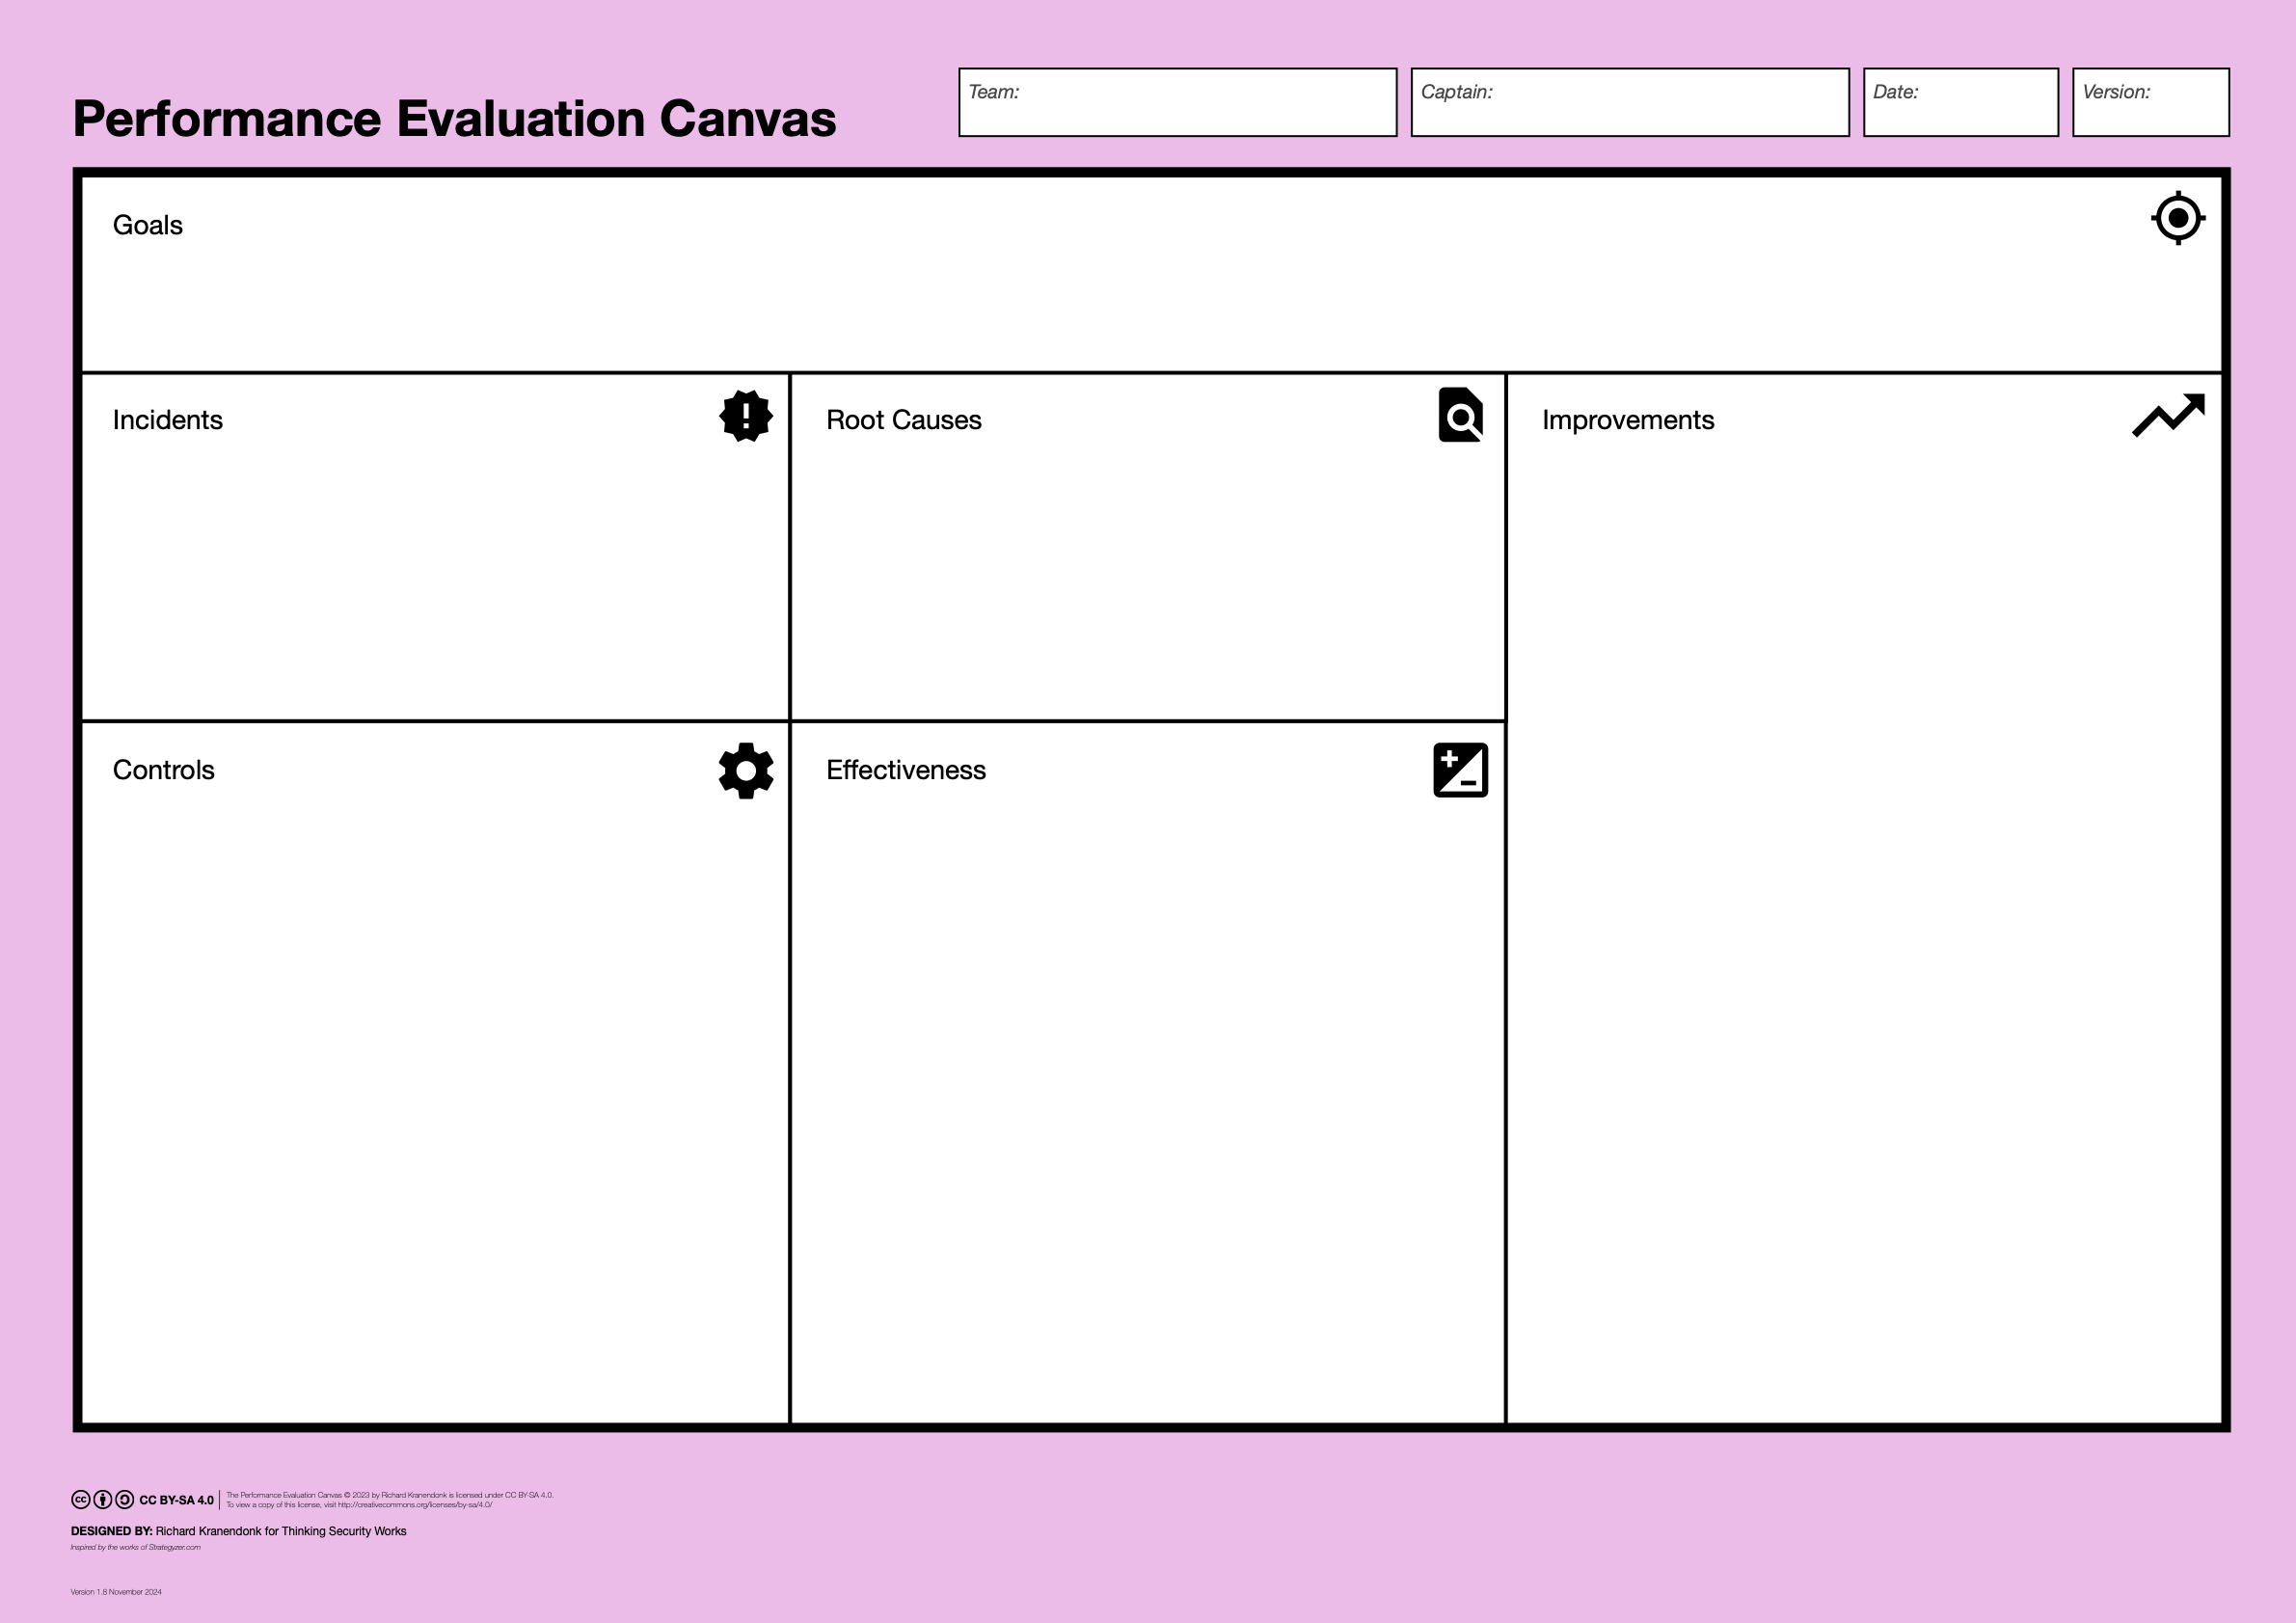 Performance Evaluation Canvas
Team:
Captain:
Date:
Version:
Goals
Incidents
Root Causes
Improvements
Controls
Effectiveness
CC BY-SA 4.0
The Performance Evaluation Canvas © 2023 by Richard Kranendonk is licensed under CC BY-SA 4.0.
To view a copy of this license, visit http://creativecommons.org/licenses/by-sa/4.0/
DESIGNED BY: Richard Kranendonk for Thinking Security Works
Inspired by the works of Strategyzer.com
Version 1.8 November 2024